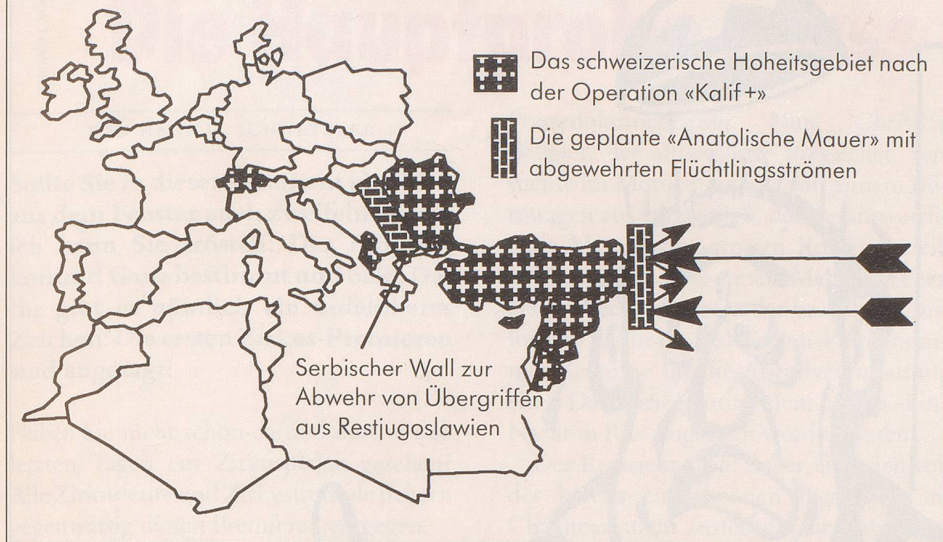 Das schweizerische Hoheitsgebiet nach
der Operation «Kalif+»
Die geplante «Anatolische Mauer» mit
abgewehrten Flüchtlingsströmen
Serbischer Wall zur
Abwehr von Übergriffen
aus Restjugoslawien